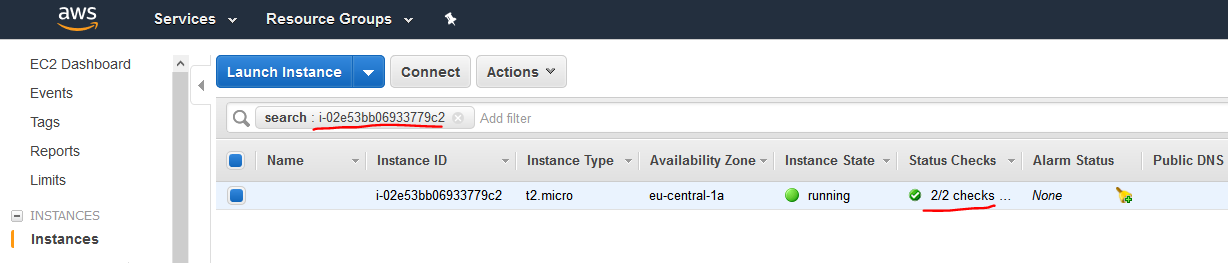 aws Services Resource Groups
EC2 Dashboard
Events
Tags
Reports
Limits
INSTANCES
Instances
Launch Instance Connect Actions
search : i-02e53bb06933779c2 Add filter
Name Instance ID Instance Type Availability Zone Instance State Status Checks Alarm Status Public DNS
i-02e53bb06933779c2 t2.micro eu-central-1a running 2/2 checks ... None